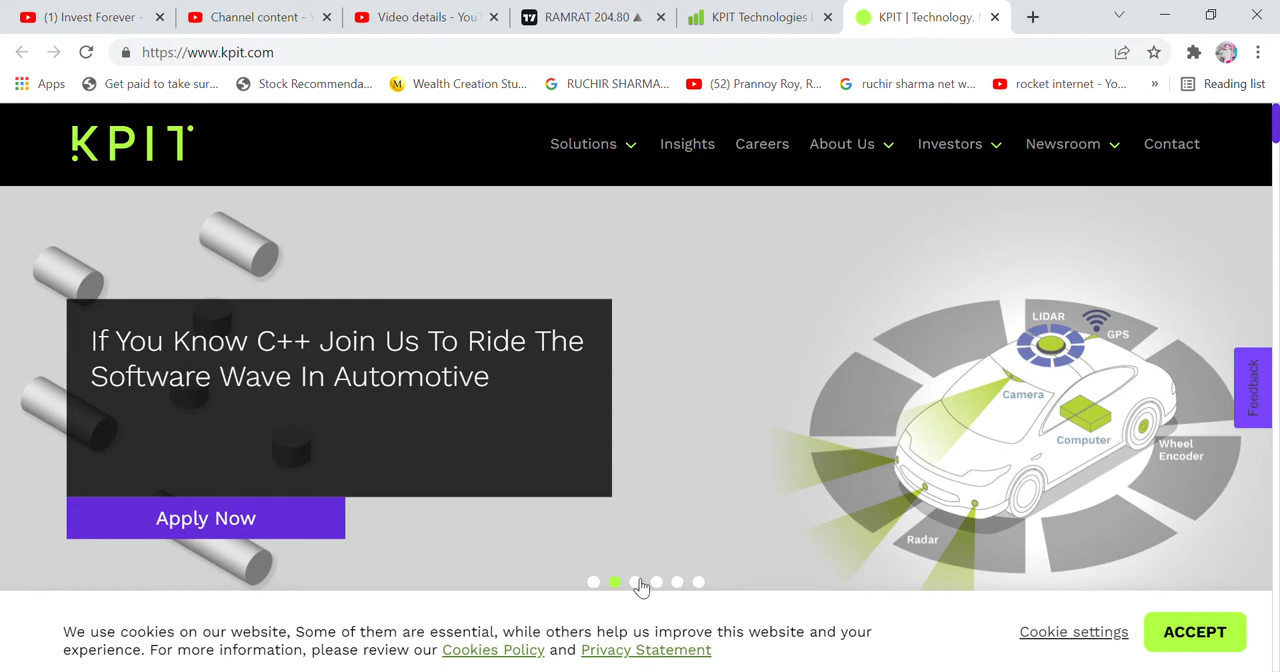 (1) Invest Forever -
Channel content -
Video details - You
RAMRAT 204.80
KPIT Technologies
KPIT | Technology,
https://www.kpit.com
Apps
Get paid to take sur...
Stock Recommenda...
Wealth Creation Stu...
RUCHIR SHARMA...
(52) Prannoy Roy, R...
ruchir sharma net w...
rocket internet - Yo...
»
Reading list
KPIT
Solutions
Insights
Careers
About Us
Investors
Newsroom
Contact
If You Know C++ Join Us To Ride The
Software Wave In Automotive
Apply Now
LIDAR
GPS
Camera
Computer
Wheel
Encoder
Radar
Feedback
We use cookies on our website, Some of them are essential, while others help us improve this website and your
experience. For more information, please review our Cookies Policy and Privacy Statement
Cookie settings
ACCEPT